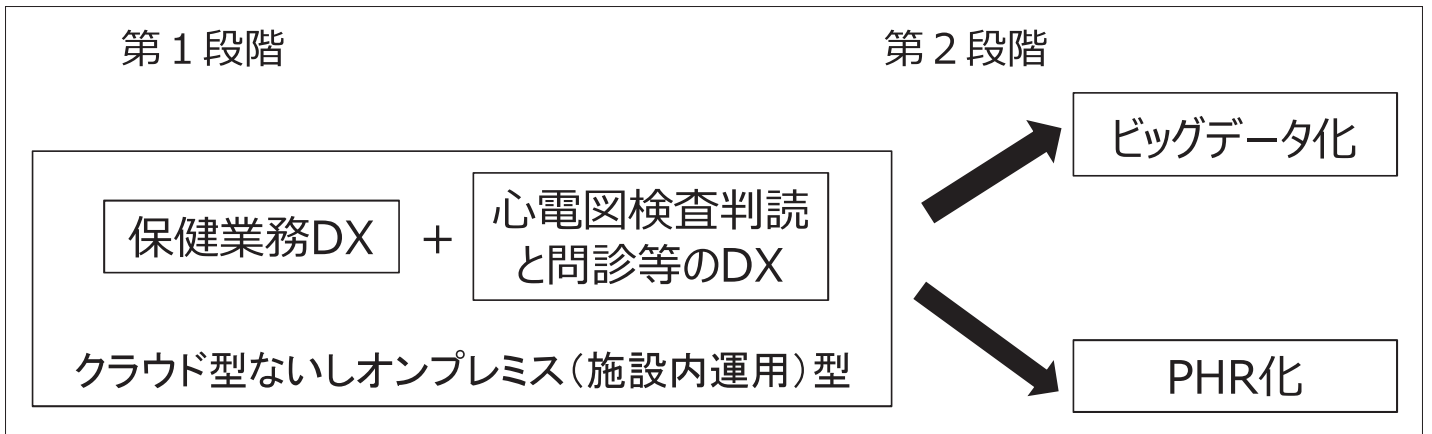 第１段階
第２段階
ビッグデータ化
保健業務DX
+
心電図検査判読
と問診等のDX
クラウド型ないしオンプレミス（施設内運用）型
PHR化